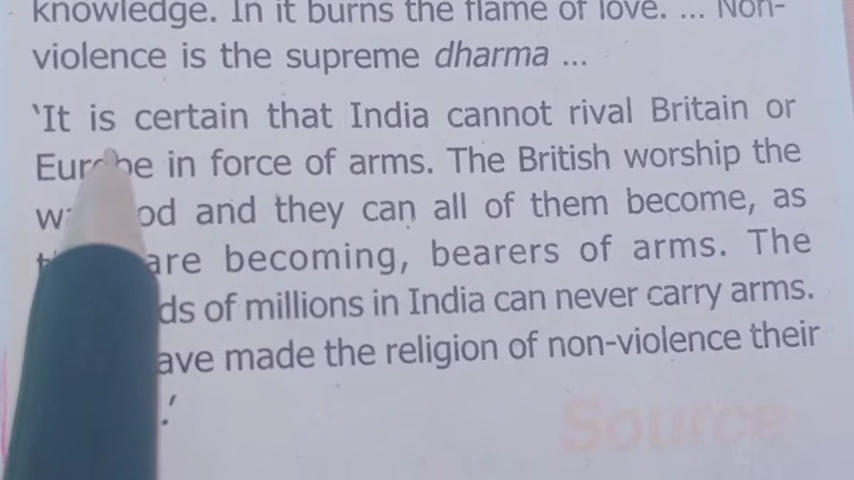 knowledge. In it burns the flame of love. ... Non-
violence is the supreme dharma ...
'It is certain that India cannot rival Britain or
Europe in force of arms. The British worship the
and they can all of them become, as
are becoming, bearers of arms. The
of millions in India can never carry arms.
made the religion of non-violence their
.'
Source